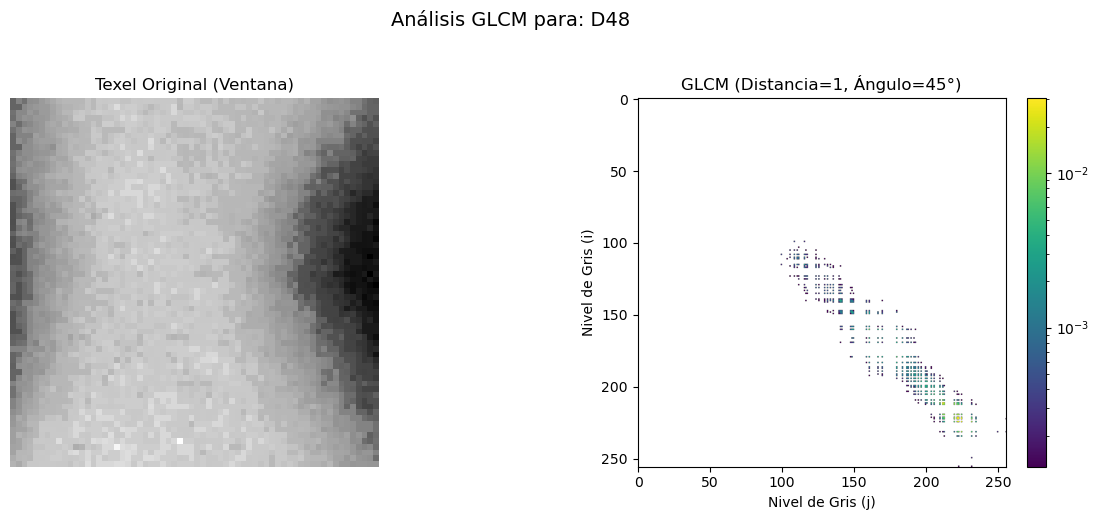 Análisis GLCM para: D48
Texel Original (Ventana)
GLCM (Distancia=1, Ángulo=45°)
Nivel de Gris (i)
0
50
100
150
200
250
0 50 100 150 200 250
Nivel de Gris (j)
10⁻²
10⁻³